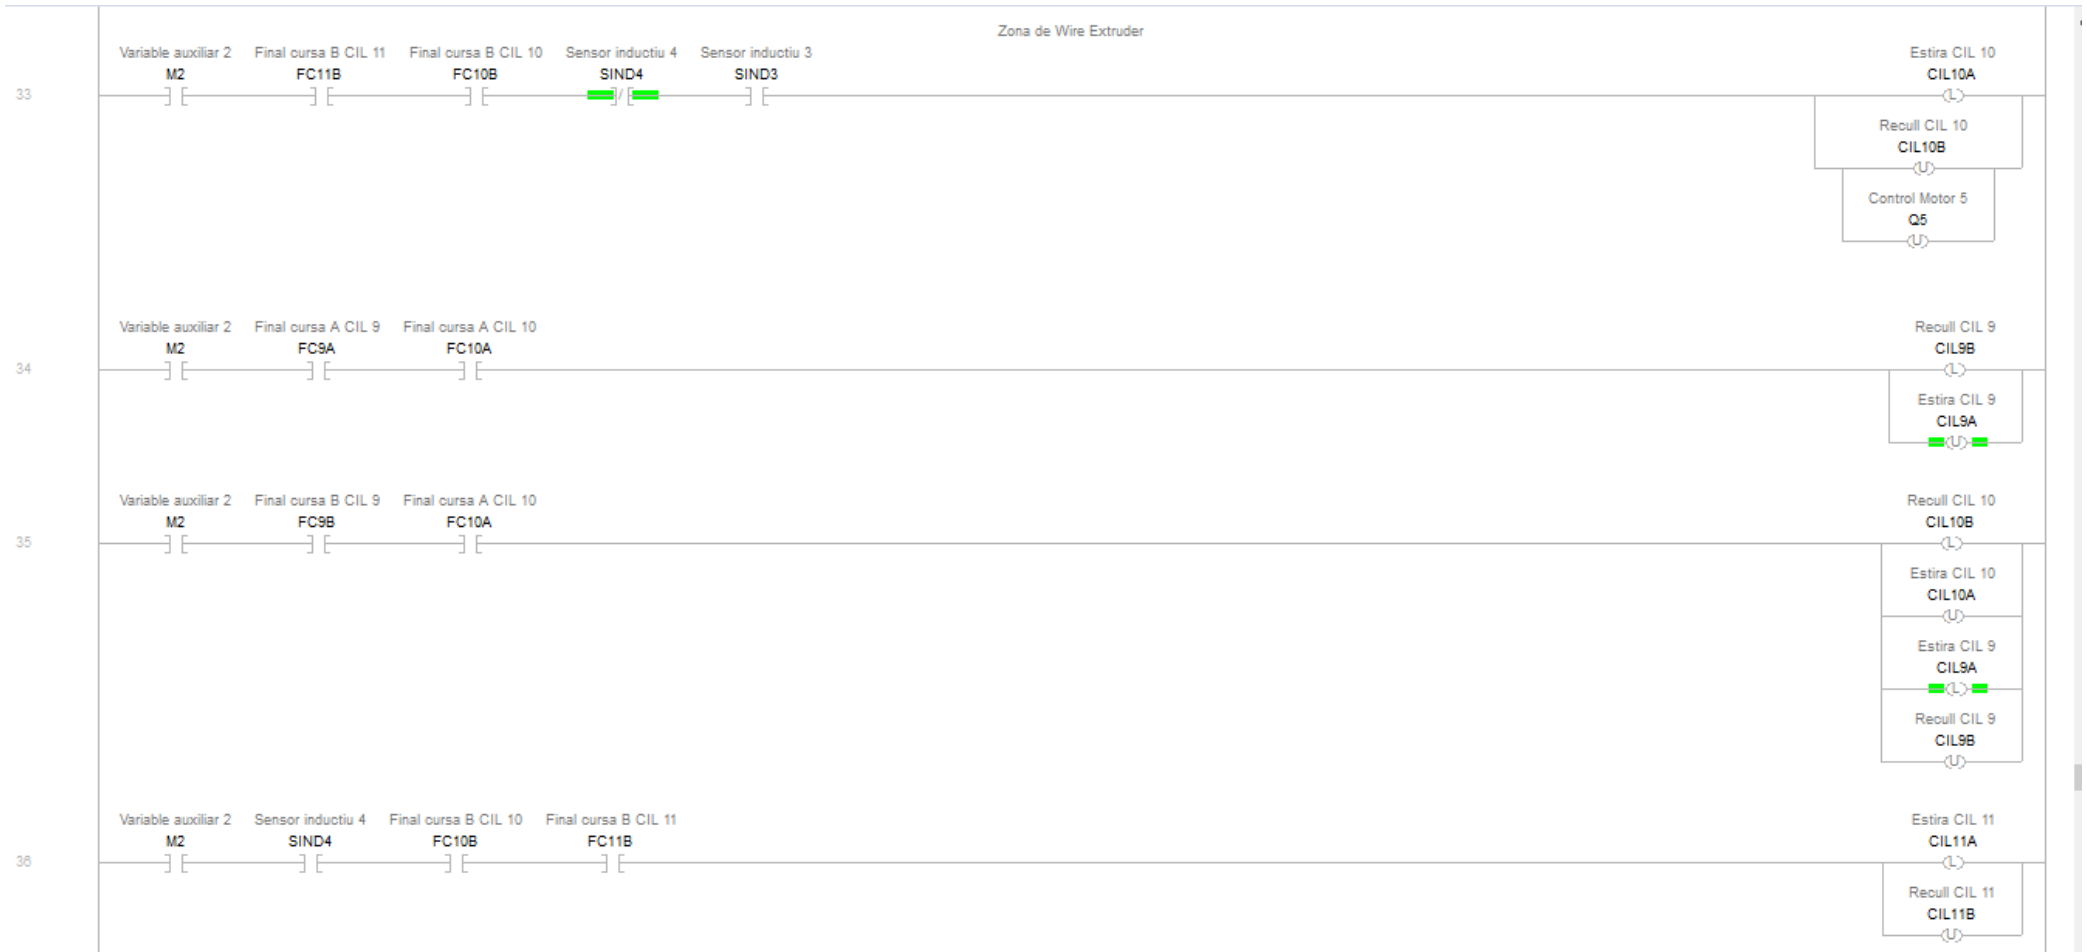 Zona de Wire Extruder
Variable auxiliar 2 Final cursa B CIL 11 Final cursa B CIL 10 Sensor inductiu 4 Sensor inductiu 3 Estira CIL 10
M2 FC11B FC10B SIND4 SIND3 CIL10A
33 (L)
Recull CIL 10
CIL10B
(U)
Control Motor 5
Q5
(U)
Variable auxiliar 2 Final cursa A CIL 9 Final cursa A CIL 10 Recull CIL 9
M2 FC9A FC10A CIL9B
34 (L)
Estira CIL 9
CIL9A
(U)
Variable auxiliar 2 Final cursa B CIL 9 Final cursa A CIL 10 Recull CIL 10
M2 FC9B FC10A CIL10B
35 (L)
Estira CIL 10
CIL10A
(U)
Estira CIL 9
CIL9A
(L)
Recull CIL 9
CIL9B
(U)
Variable auxiliar 2 Sensor inductiu 4 Final cursa B CIL 10 Final cursa B CIL 11 Estira CIL 11
M2 SIND4 FC10B FC11B CIL11A
36 (L)
Recull CIL 11
CIL11B
(U)